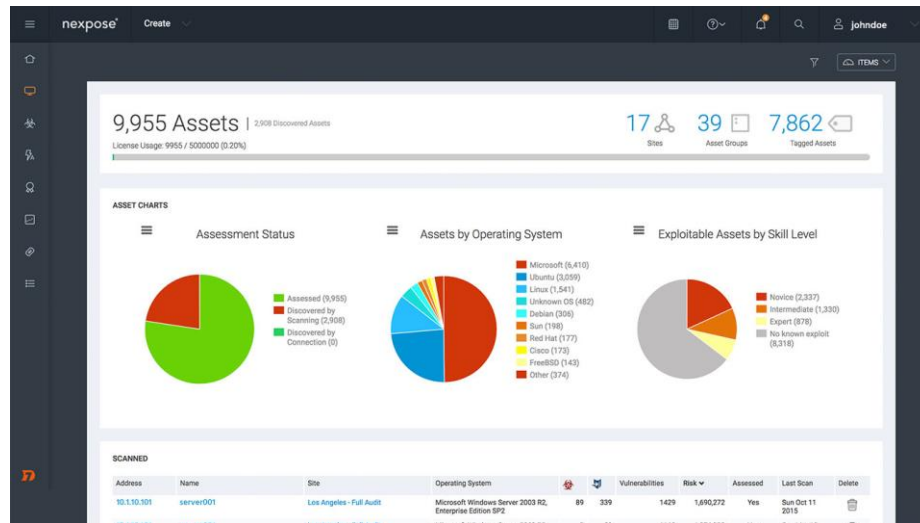 nexpose® Create johndoe
ITEMS
9,955 Assets | 2,908 Discovered Assets
License Usage: 9955 / 5000000 (0.20%)
17
Sites
39
Asset Groups
7,862
Tagged Assets
ASSET CHARTS
Assessment Status
Assessed (9,955)
Discovered by
Scanning (2,908)
Discovered by
Connection (0)
Assets by Operating System
Microsoft (6,410)
Ubuntu (3,059)
Linux (1,541)
Unknown OS (482)
Debian (306)
Sun (198)
Red Hat (177)
Cisco (173)
FreeBSD (143)
Other (374)
Exploitable Assets by Skill Level
Novice (2,337)
Intermediate (1,330)
Expert (878)
No known exploit
(8,318)
SCANNED
Address Name Site Operating System Vulnerabilities Risk Assessed Last Scan Delete
10.1.10.101 server001 Los Angeles - Full Audit Microsoft Windows Server 2003 R2, 89 339 1429 1,690,272 Yes Sun Oct 11
Enterprise Edition SP2 2015